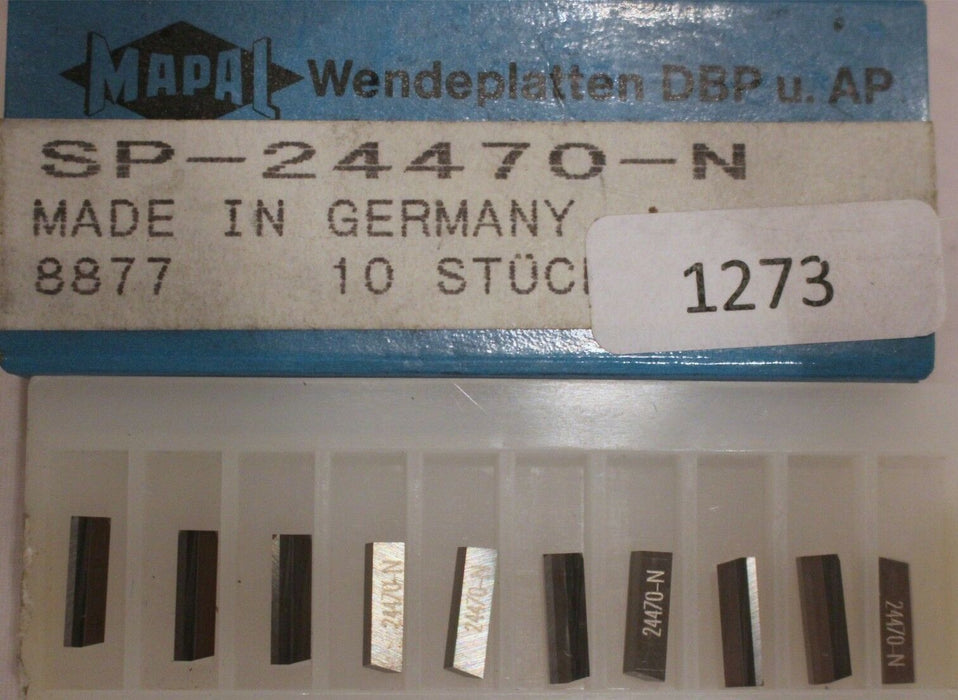 MAPAL Wendeplatten DBP u. AP
SP-24470-N
MADE IN GERMANY
8877 10 STÜC
1273
24470-N
24470-N
24470-N
24470-N